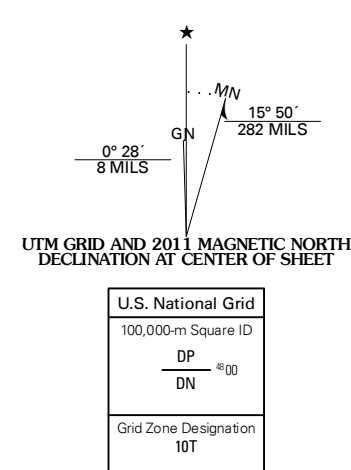 ★
MN
GN
15° 50´
282 MILS
0° 28´
8 MILS
UTM GRID AND 2011 MAGNETIC NORTH
DECLINATION AT CENTER OF SHEET
U.S. National Grid
100,000-m Square ID
DP
4800
DN
Grid Zone Designation
10T